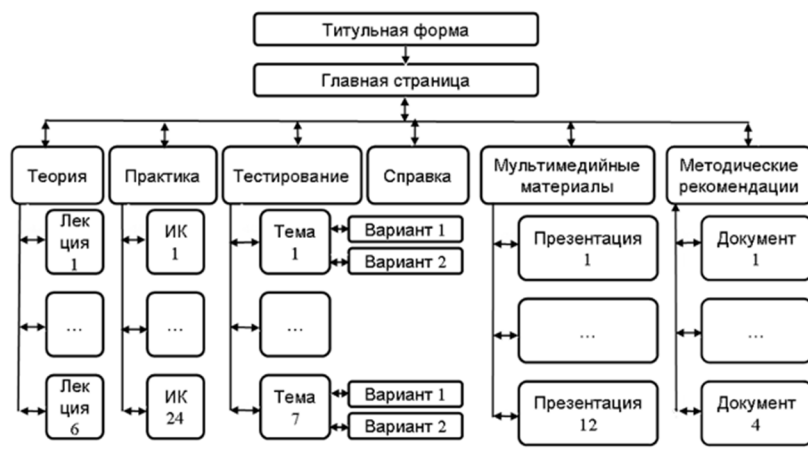 Титульная форма
Главная страница
Теория
Практика
Тестирование
Справка
Мультимедийные
материалы
Методические
рекомендации
Лек
ция
1
ИК
1
Тема
1
Вариант 1
Вариант 2
Презентация
1
Документ
1
...
...
...
...
...
Лек
ция
6
ИК
24
Тема
7
Вариант 1
Вариант 2
Презентация
12
Документ
4